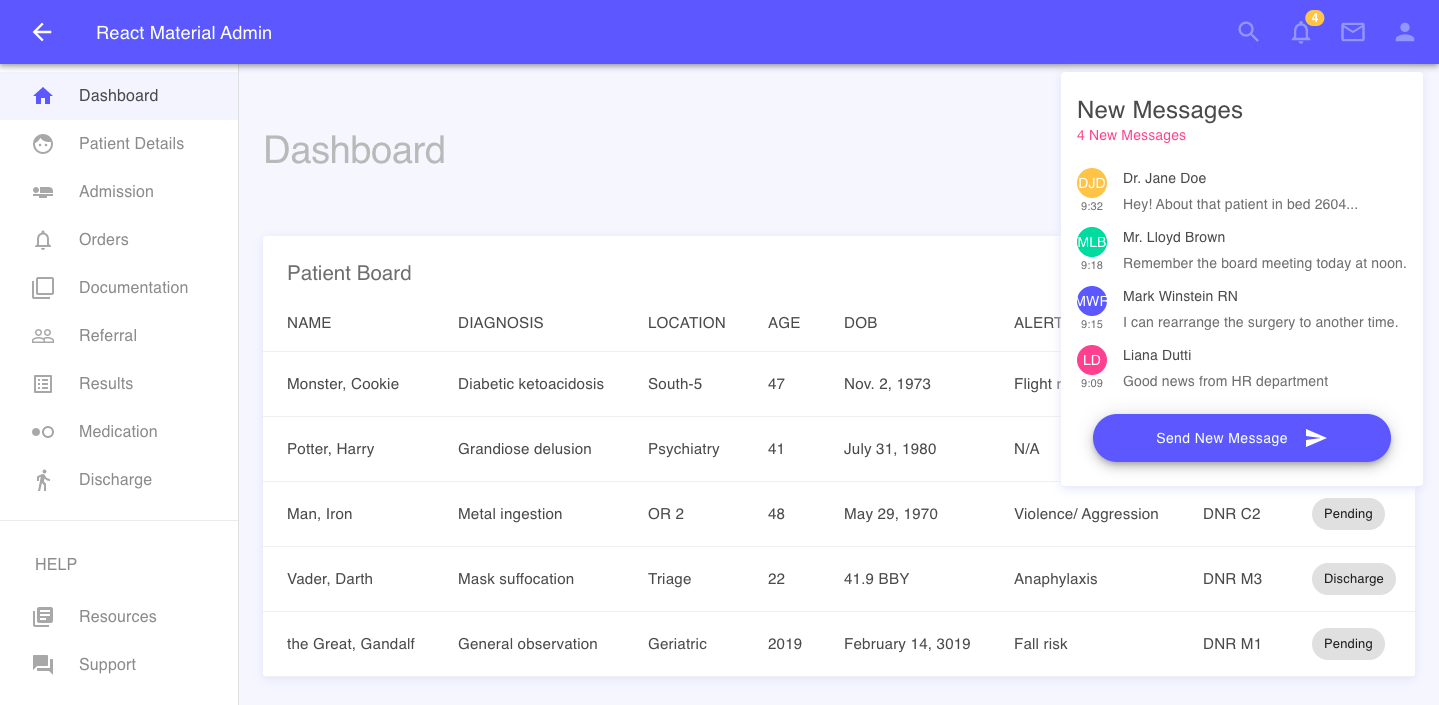 React Material Admin
4
Dashboard
Patient Details
Admission
Orders
Documentation
Referral
Results
Medication
Discharge
HELP
Resources
Support
Dashboard
Patient Board
NAME DIAGNOSIS LOCATION AGE DOB ALERT
Monster, Cookie Diabetic ketoacidosis South-5 47 Nov. 2, 1973 Flight
Potter, Harry Grandiose delusion Psychiatry 41 July 31, 1980 N/A
Man, Iron Metal ingestion OR 2 48 May 29, 1970 Violence/ Aggression DNR C2 Pending
Vader, Darth Mask suffocation Triage 22 41.9 BBY Anaphylaxis DNR M3 Discharge
the Great, Gandalf General observation Geriatric 2019 February 14, 3019 Fall risk DNR M1 Pending
New Messages
4 New Messages
DJD Dr. Jane Doe
9:32 Hey! About that patient in bed 2604...
MLB Mr. Lloyd Brown
9:18 Remember the board meeting today at noon.
MWR Mark Winstein RN
9:15 I can rearrange the surgery to another time.
LD Liana Dutti
9:09 Good news from HR department
Send New Message